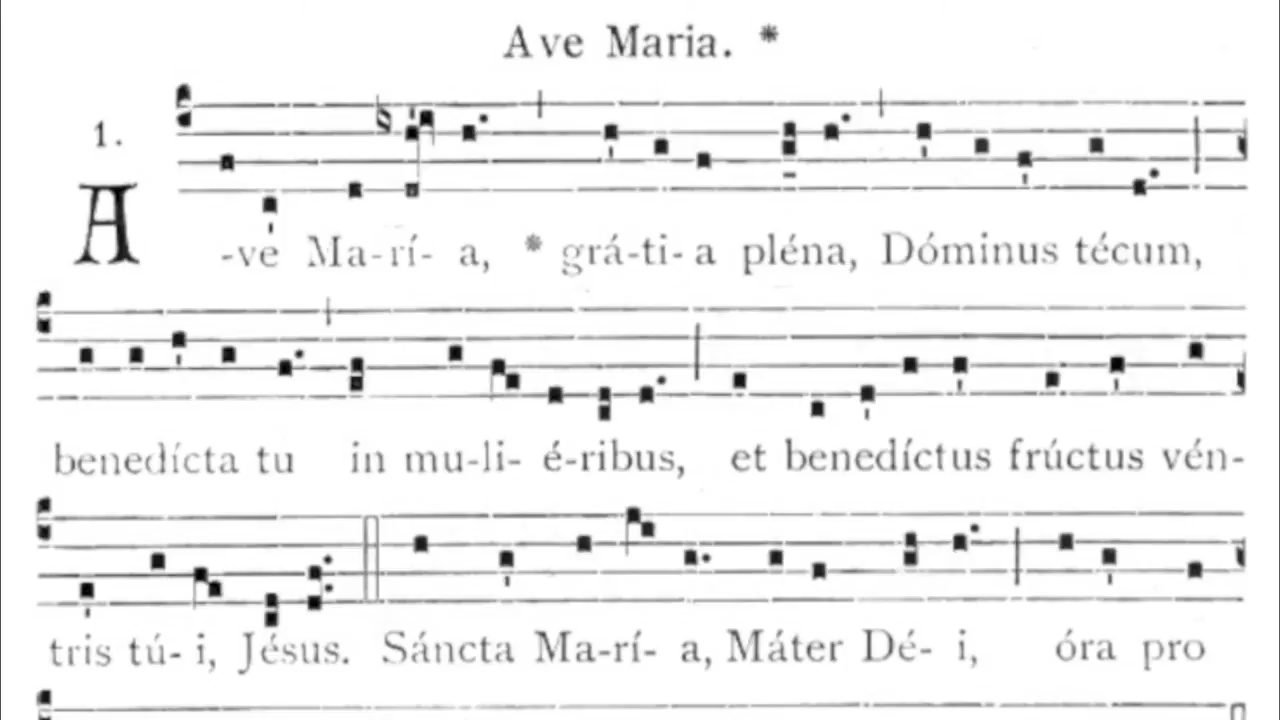 Ave Maria. *
1.
A-ve Ma-rí- a, * grá-ti- a pléna, Dóminus técum,
benedícta tu in mu-li- é-ribus, et benedíctus frúctus vén-
tris tú- i, Jésus. Sáncta Ma-rí- a, Máter Dé- i, óra pro